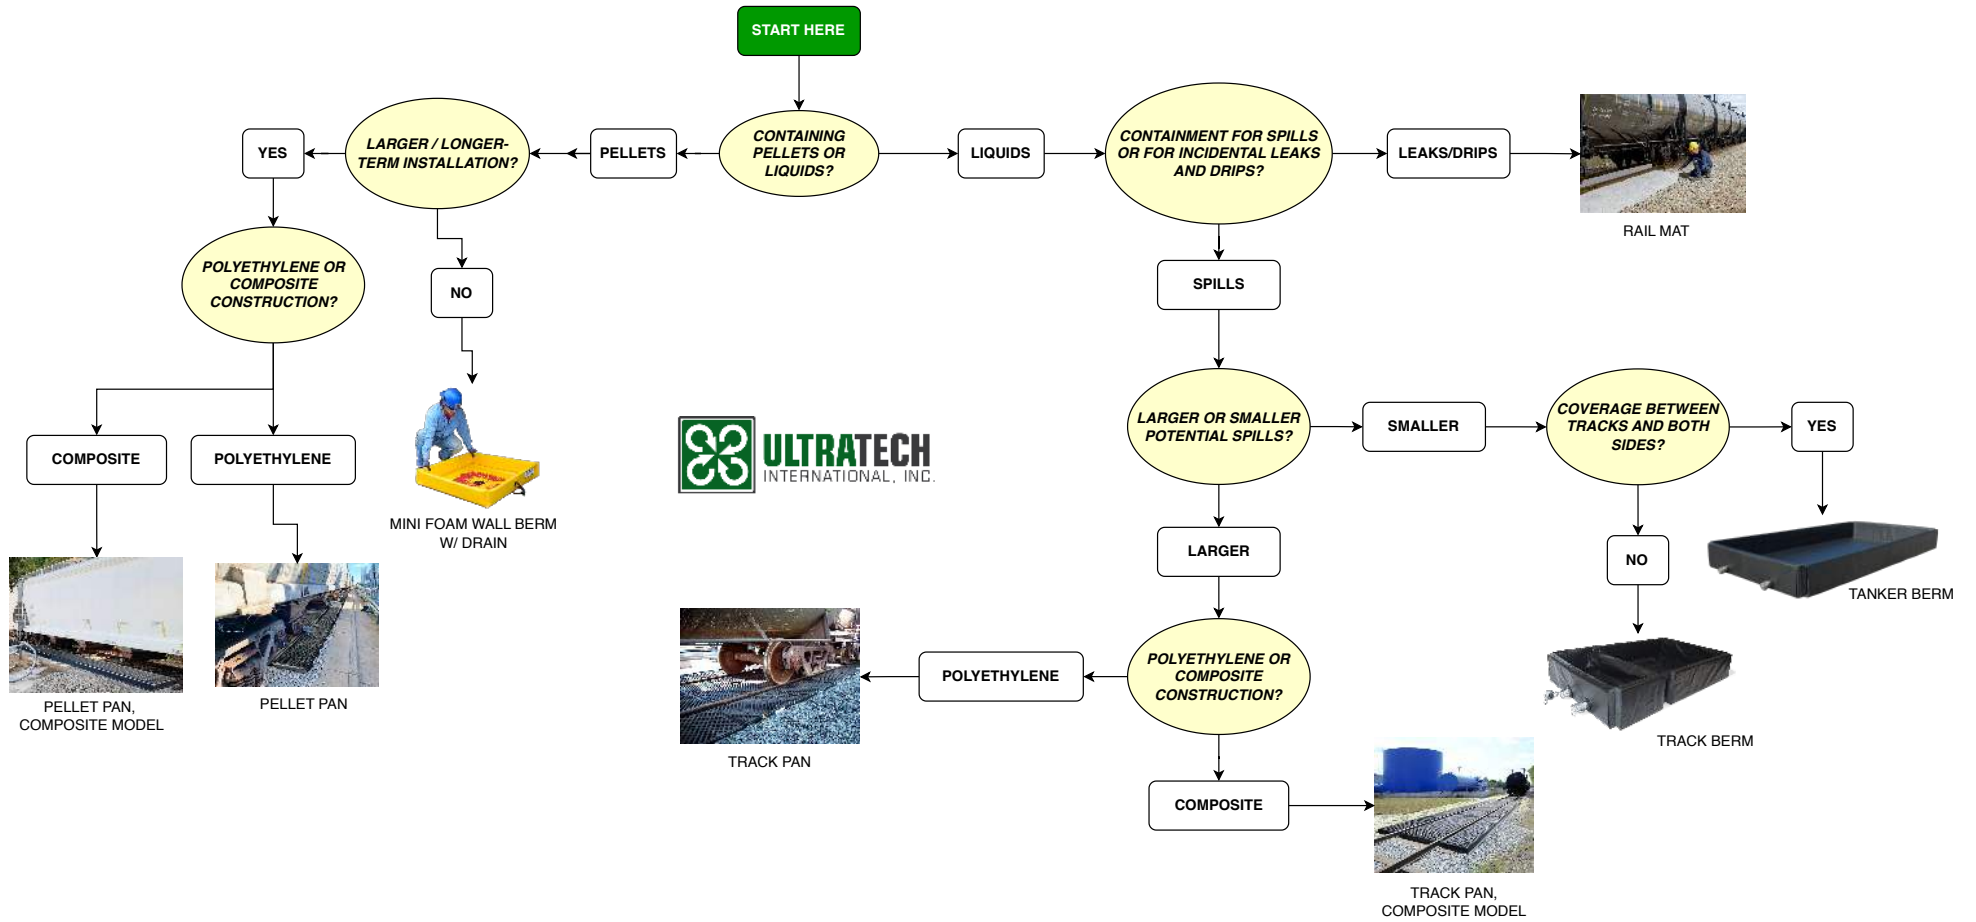 START HERE
CONTAINING
PELLETS OR
LIQUIDS?
PELLETS
LARGER / LONGER-
TERM INSTALLATION?
YES
POLYETHYLENE OR
COMPOSITE
CONSTRUCTION?
COMPOSITE
PELLET PAN,
COMPOSITE MODEL
POLYETHYLENE
PELLET PAN
NO
MINI FOAM WALL BERM
W/ DRAIN
LIQUIDS
CONTAINMENT FOR SPILLS
OR FOR INCIDENTAL LEAKS
AND DRIPS?
LEAKS/DRIPS
RAIL MAT
SPILLS
LARGER OR SMALLER
POTENTIAL SPILLS?
SMALLER
COVERAGE BETWEEN
TRACKS AND BOTH
SIDES?
YES
TANKER BERM
NO
TRACK BERM
LARGER
POLYETHYLENE OR
COMPOSITE
CONSTRUCTION?
POLYETHYLENE
TRACK PAN
COMPOSITE
TRACK PAN,
COMPOSITE MODEL
ULTRATECH
INTERNATIONAL, INC.